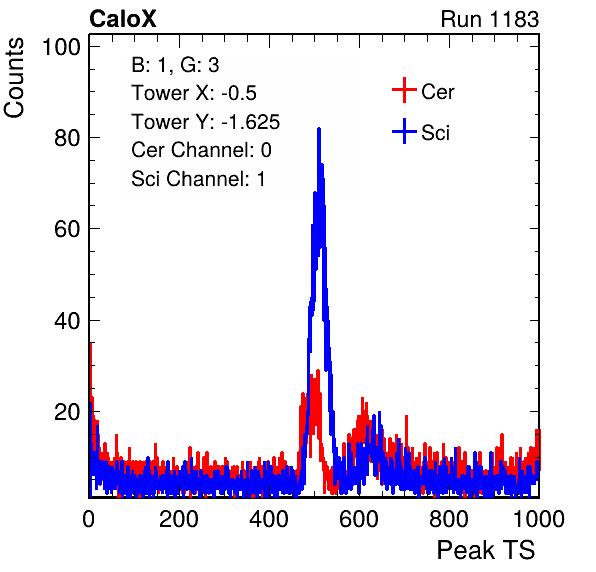 CaloX
Run 1183
Counts
100
80
60
40
20
B: 1, G: 3
Tower X: -0.5
Tower Y: -1.625
Cer Channel: 0
Sci Channel: 1
Cer
Sci
0 200 400 600 800 1000
Peak TS